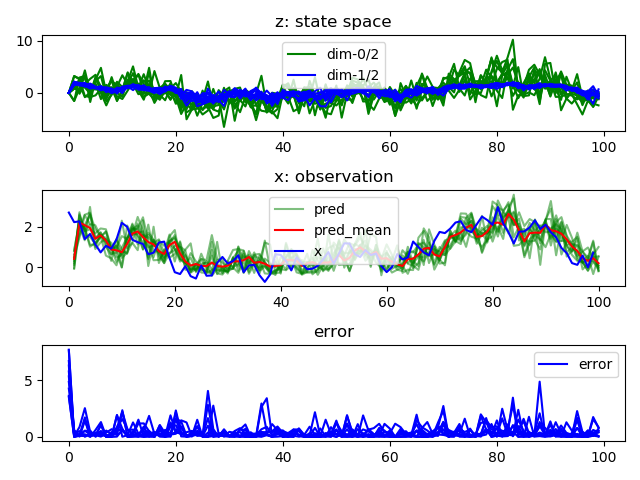 z: state space
10
0
dim-0/2
dim-1/2
0 20 40 60 80 100
x: observation
2
0
pred
pred_mean
x
0 20 40 60 80 100
error
5
0
error
0 20 40 60 80 100